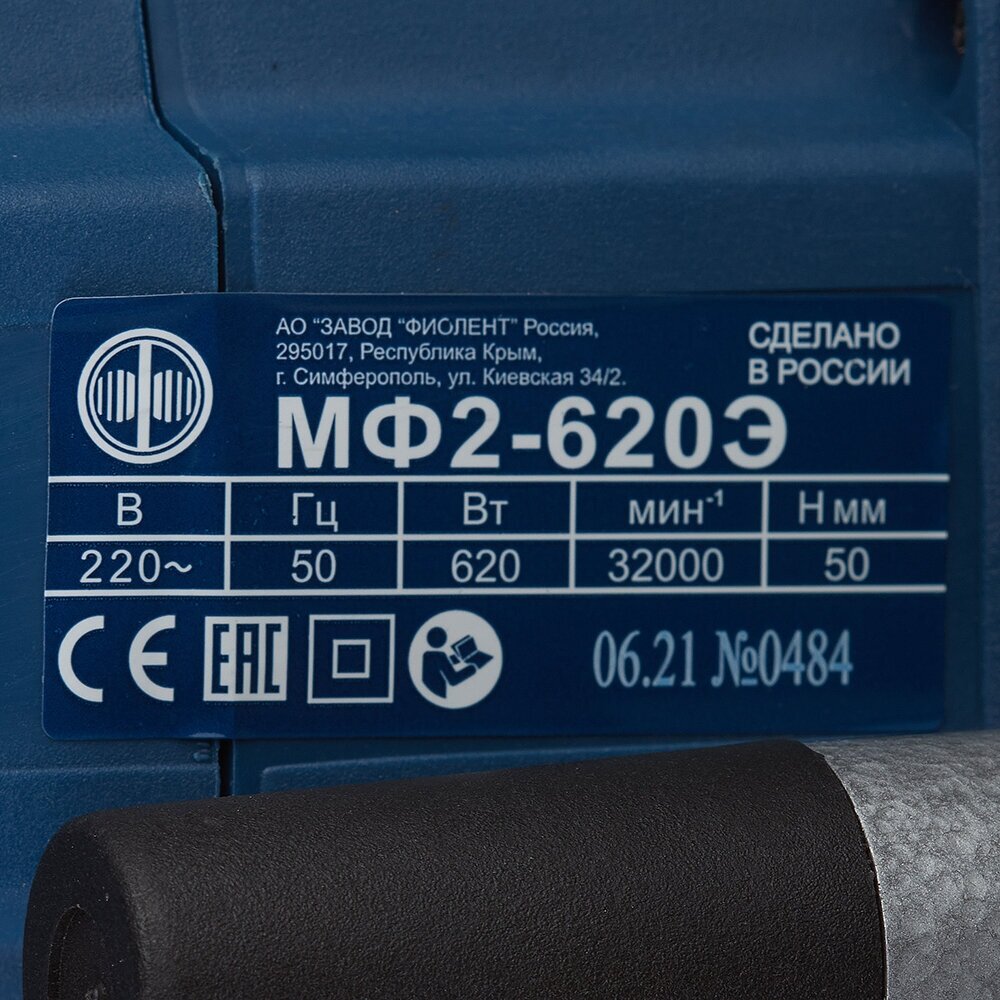 АО "ЗАВОД "ФИОЛЕНТ" Россия,
295017, Республика Крым,
г. Симферополь, ул. Киевская 34/2.
СДЕЛАНО
В РОССИИ
МФ2-620Э
В Гц Вт мин⁻¹ Н мм
220~ 50 620 32000 50
CE EAC 06.21 №0484